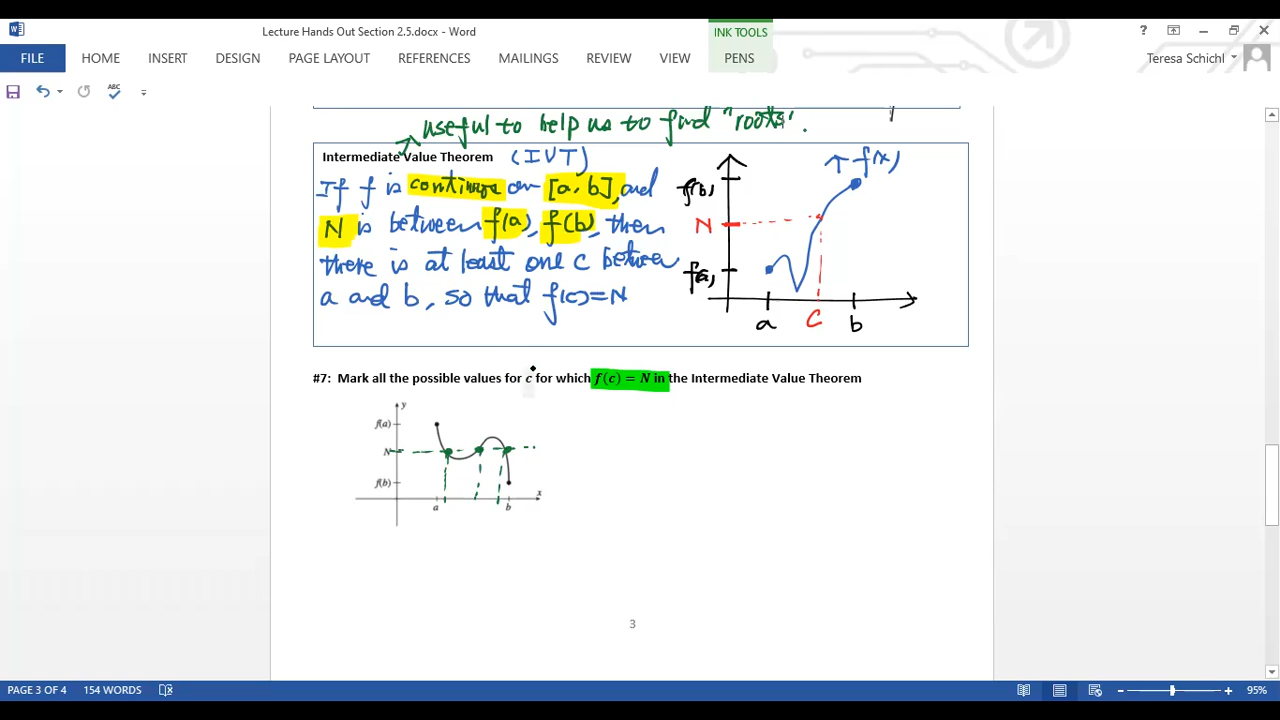 Lecture Hands Out Section 2.5.docx - Word
INK TOOLS
?
FILE HOME INSERT DESIGN PAGE LAYOUT REFERENCES MAILINGS REVIEW VIEW PENS
Teresa Schichl
ABC
useful to help us to find "roots".
Intermediate Value Theorem (IVT)
If f is continuous on [a, b], and
N is between f(a), f(b), then
there is at least one c between
a and b, so that f(c)=N
f(x)
f(b)
N
f(a)
a c b
#7: Mark all the possible values for c for which f(c) = N in the Intermediate Value Theorem
y
f(a)
N
f(b)
x
a b
3
PAGE 3 OF 4 154 WORDS 95%